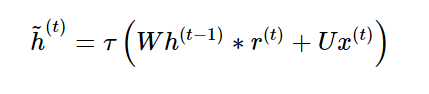 h̃⁽ᵗ⁾ = τ(Wh⁽ᵗ⁻¹⁾ * r⁽ᵗ⁾ + Ux⁽ᵗ⁾)